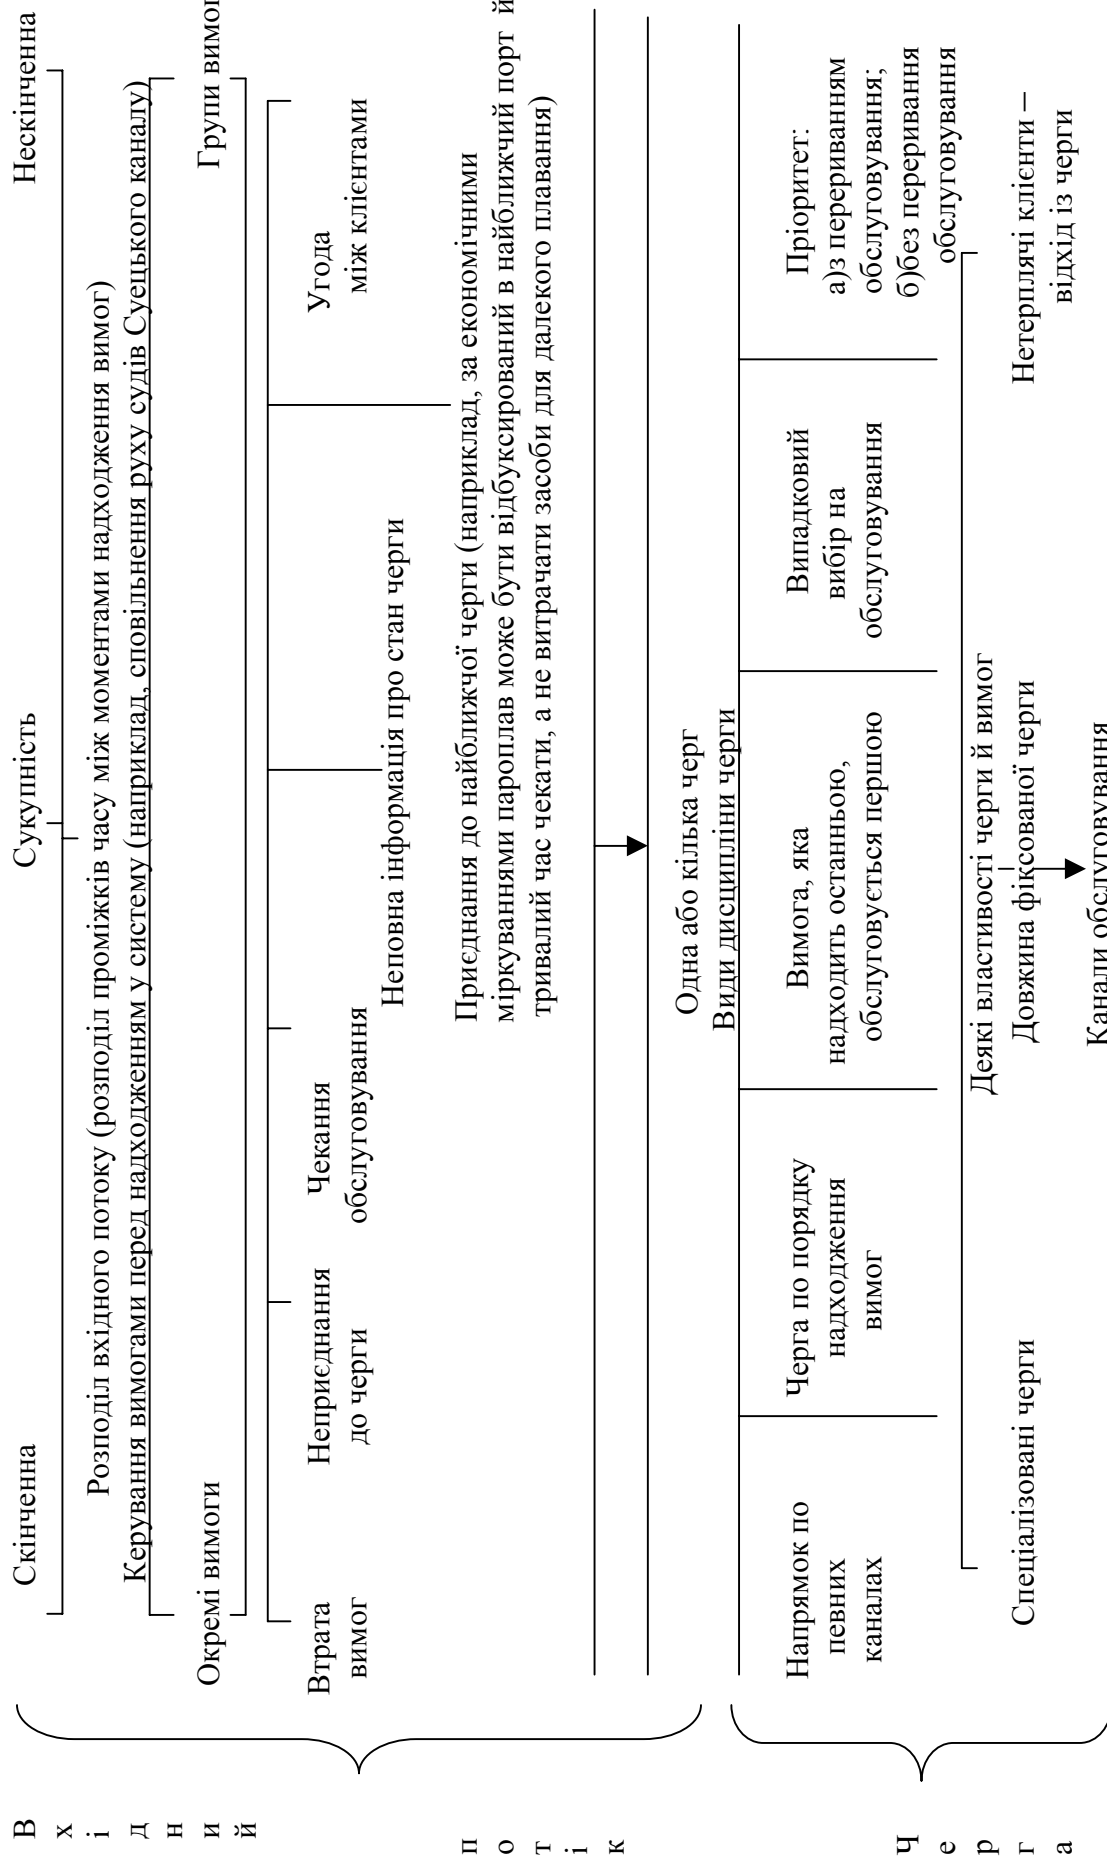 Скінченна Сукупність Нескінченна
Розподіл вхідного потоку (розподіл проміжків часу між моментами надходження вимог)
Керування вимогами перед надходженням у систему (наприклад, сповільнення руху судів Суецького каналу)
Окремі вимоги Групи вимог
Втрата
вимог
Неприєднання
до черги
Чекання
обслуговування
Неповна інформація про стан черги
Угода
між клієнтами
Приєднання до найближчої черги (наприклад, за економічними
міркуваннями пароплав може бути відбуксирований в найближчий порт й
тривалий час чекати, а не витрачати засоби для далекого плавання)
Вхідний
потік
Одна або кілька черг
Види дисципліни черги
Напрямок по
певних
каналах
Черга по порядку
надходження
вимог
Вимога, яка
надходить останньою,
обслуговується першою
Випадковий
вибір на
обслуговування
Пріоритет:
а)з перериванням
обслуговування;
б)без переривання
обслуговування
Деякі властивості черги й вимог
Спеціалізовані черги
Довжина фіксованої черги
Нетерплячі клієнти –
відхід із черги
Черга
Канали обслуговування